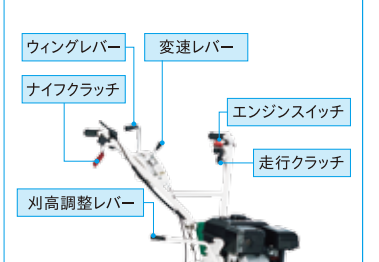 ウィングレバー
変速レバー
ナイフクラッチ
エンジンスイッチ
走行クラッチ
刈高調整レバー